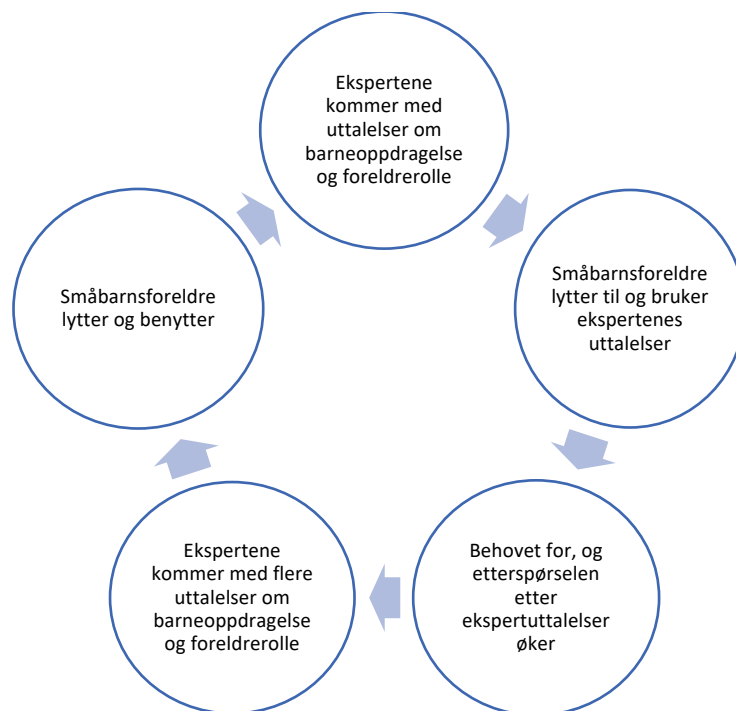 Ekspertene
kommer med
uttalelser om
barneoppdragelse
og foreldrerolle
Småbarnsforeldre
lytter til og bruker
ekspertenes
uttalelser
Behovet for, og
etterspørselen
etter
ekspertuttalelser
øker
Ekspertene
kommer med flere
uttalelser om
barneoppdragelse
og foreldrerolle
Småbarnsforeldre
lytter og benytter